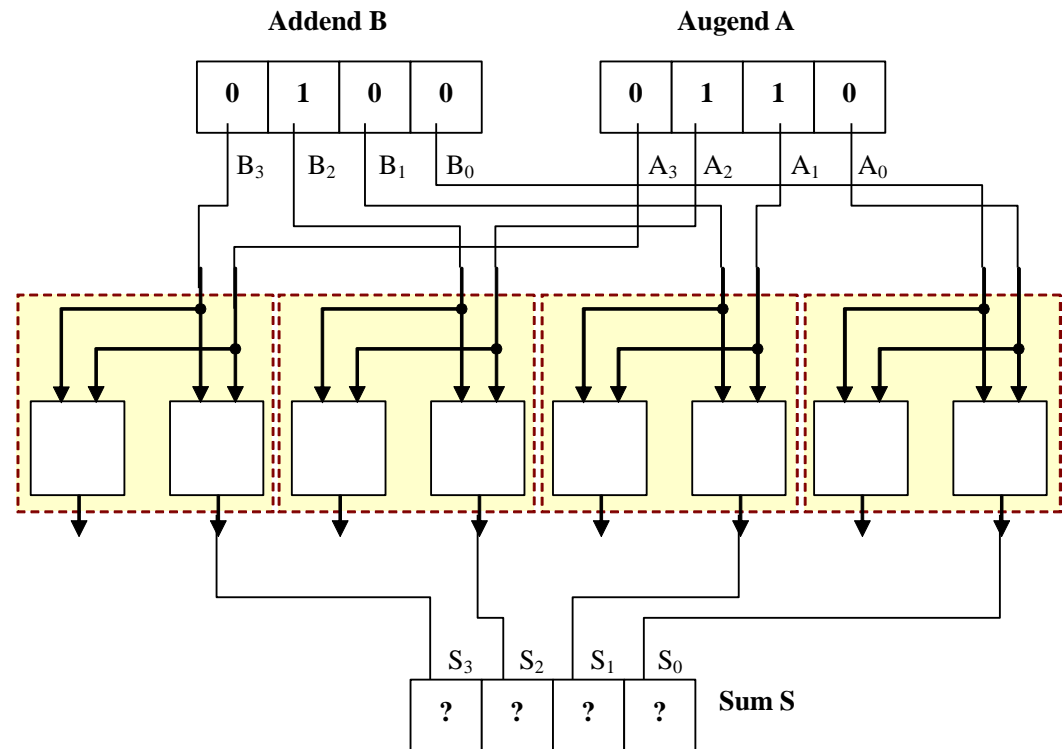 Addend B Augend A
0 1 0 0 0 1 1 0
B3 B2 B1 B0 A3 A2 A1 A0
S3 S2 S1 S0
? ? ? ? Sum S